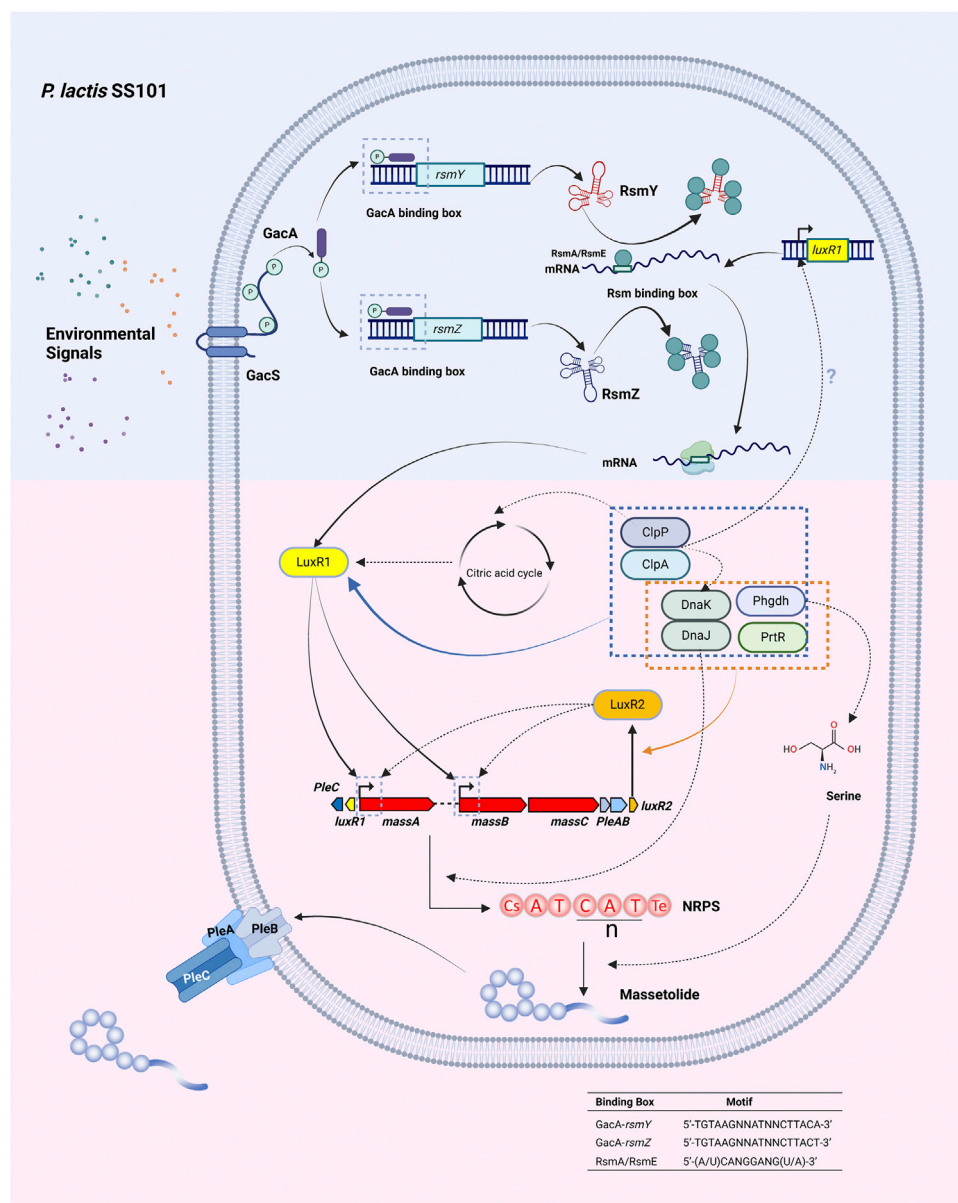 P. lactis SS101
P
rsmY
GacA binding box
RsmY
GacA
P
P
P
P
Environmental
Signals
GacS
RsmA/RsmE
mRNA
Rsm binding box
luxR1
P
rsmZ
GacA binding box
RsmZ
?
mRNA
LuxR1
Citric acid cycle
ClpP
ClpA
DnaK
DnaJ
Phgdh
PrtR
LuxR2
HO
O
OH
NH2
Serine
PleC
luxR1
massA
massB
massC
PleAB
luxR2
Cs A T C A T Te
n
NRPS
PleA
PleB
PleC
Massetolide
Binding Box Motif
GacA-rsmY 5’-TGTAAGNNATNNCTTACA-3’
GacA-rsmZ 5’-TGTAAGNNATNNCTTACT-3’
RsmA/RsmE 5’-(A/U)CANGGANG(U/A)-3’